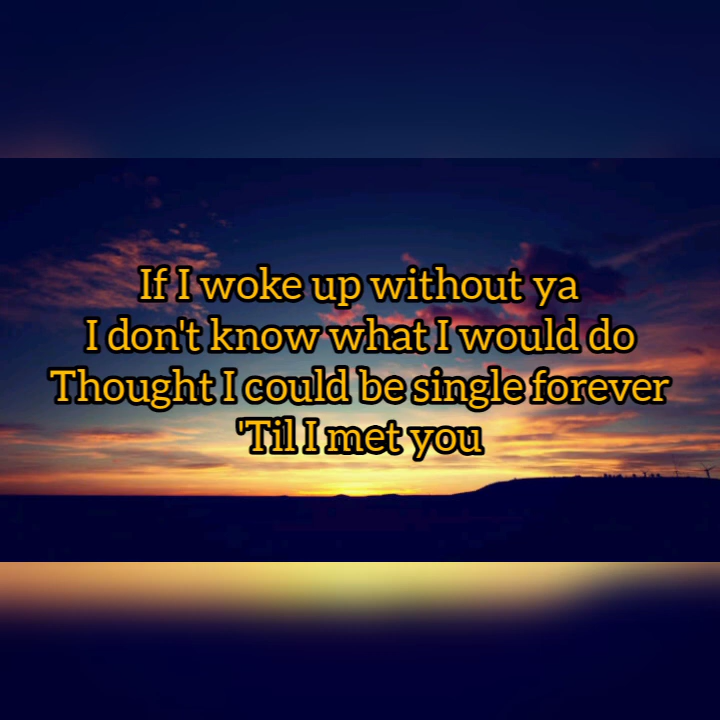 If I woke up without ya
I don't know what I would do
Thought I could be single forever
'Til I met you